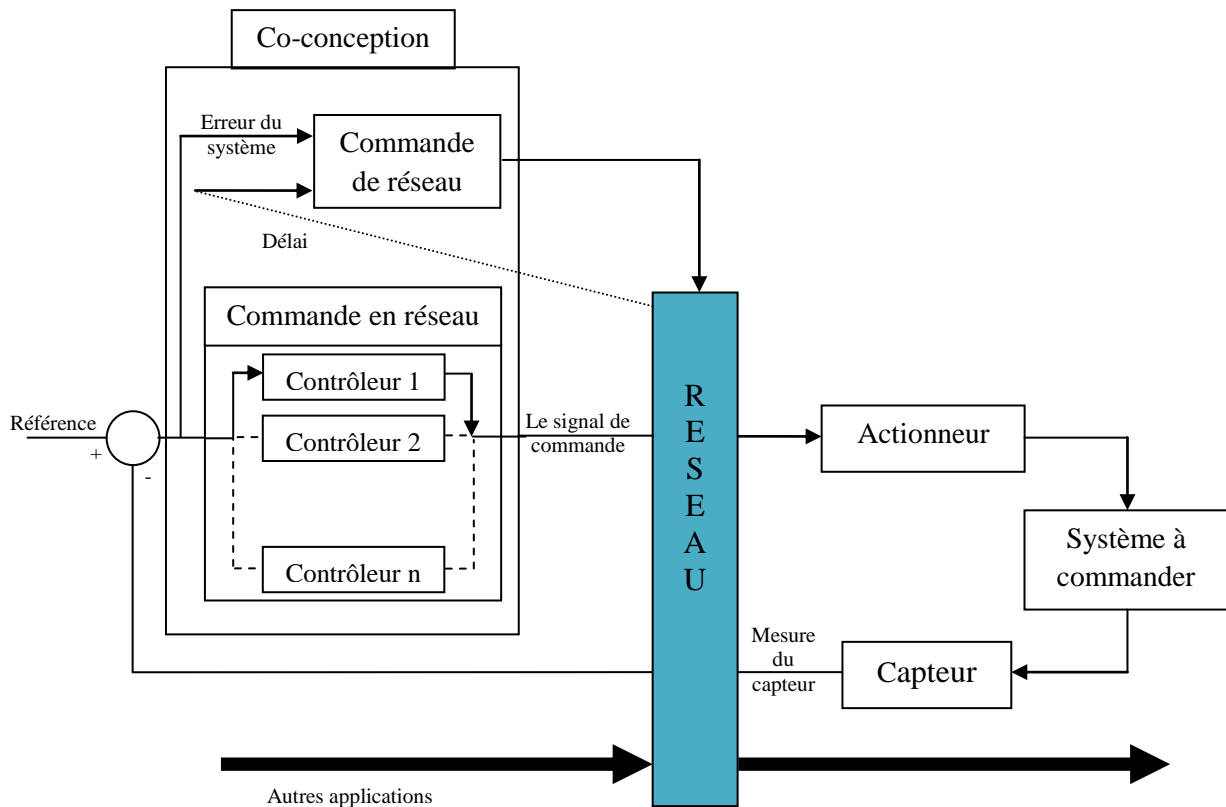 Co-conception
Erreur du
système
Commande
de réseau
Délai
Commande en réseau
Contrôleur 1
Référence
+
-
Contrôleur 2
Contrôleur n
Le signal de
commande
R
E
S
E
A
U
Actionneur
Système à
commander
Mesure
du
capteur
Capteur
Autres applications